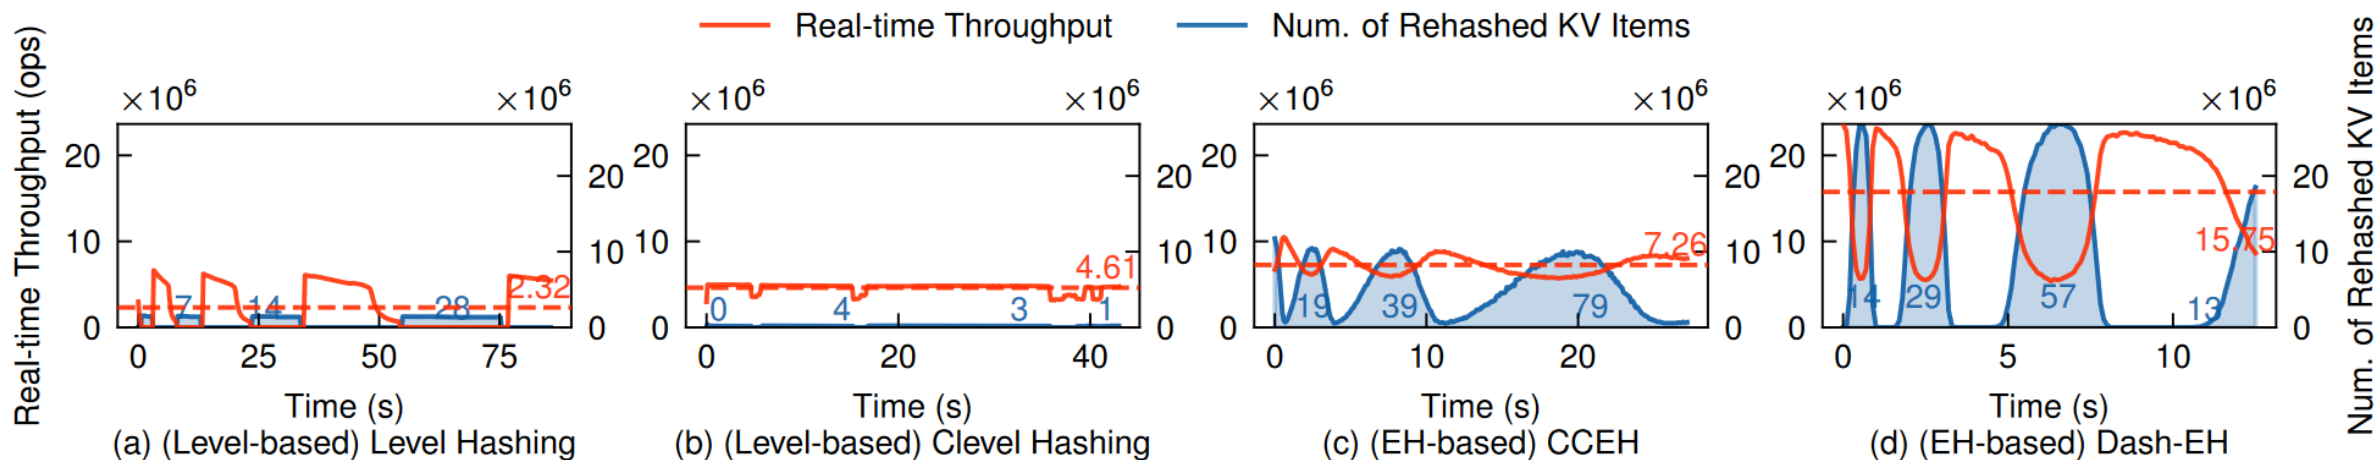 Real-time Throughput Num. of Rehashed KV Items
Real-time Throughput (ops)
×10⁶ ×10⁶
20
10
0
20
10
0
7 14 28 2.32
0 25 50 75
Time (s)
(a) (Level-based) Level Hashing
×10⁶ ×10⁶
20
10
0
20
10
0
4.61
0 4 3 1
0 20 40
Time (s)
(b) (Level-based) Clevel Hashing
×10⁶ ×10⁶
20
10
0
20
10
0
7.26
19 39 79
0 10 20
Time (s)
(c) (EH-based) CCEH
×10⁶ ×10⁶
20
10
0
20
10
0
15.75
14 29 57 13
0 5 10
Time (s)
(d) (EH-based) Dash-EH
Num. of Rehashed KV Items